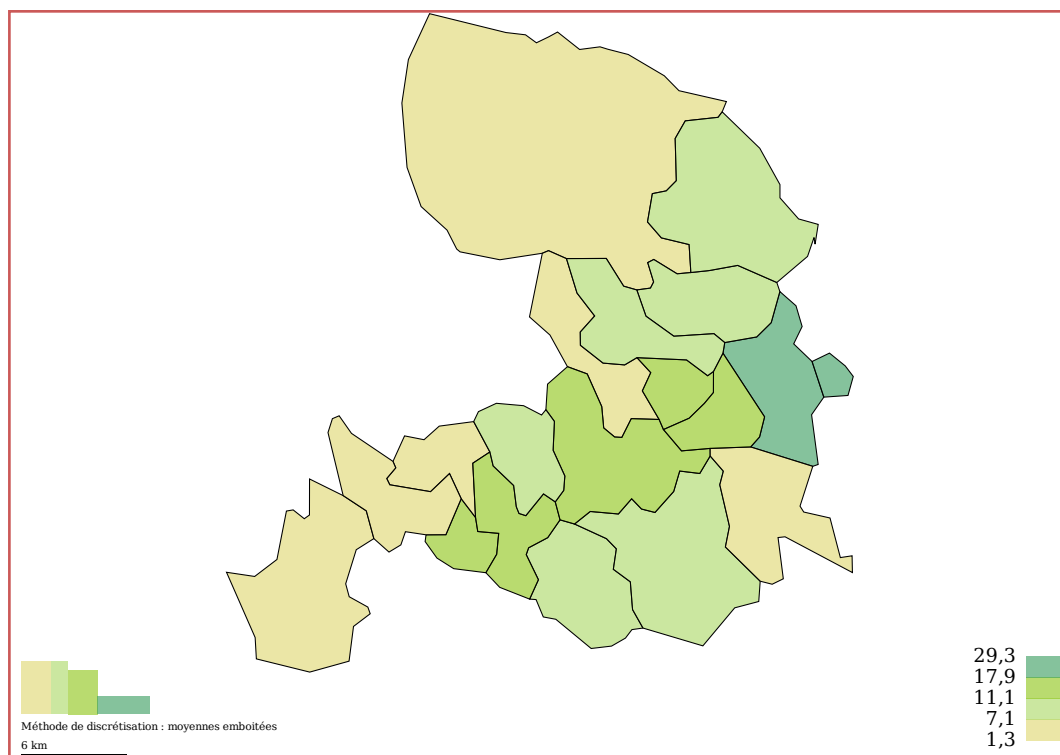 29,3
17,9
11,1
7,1
1,3
Méthode de discrétisation : moyennes emboitées
6 km